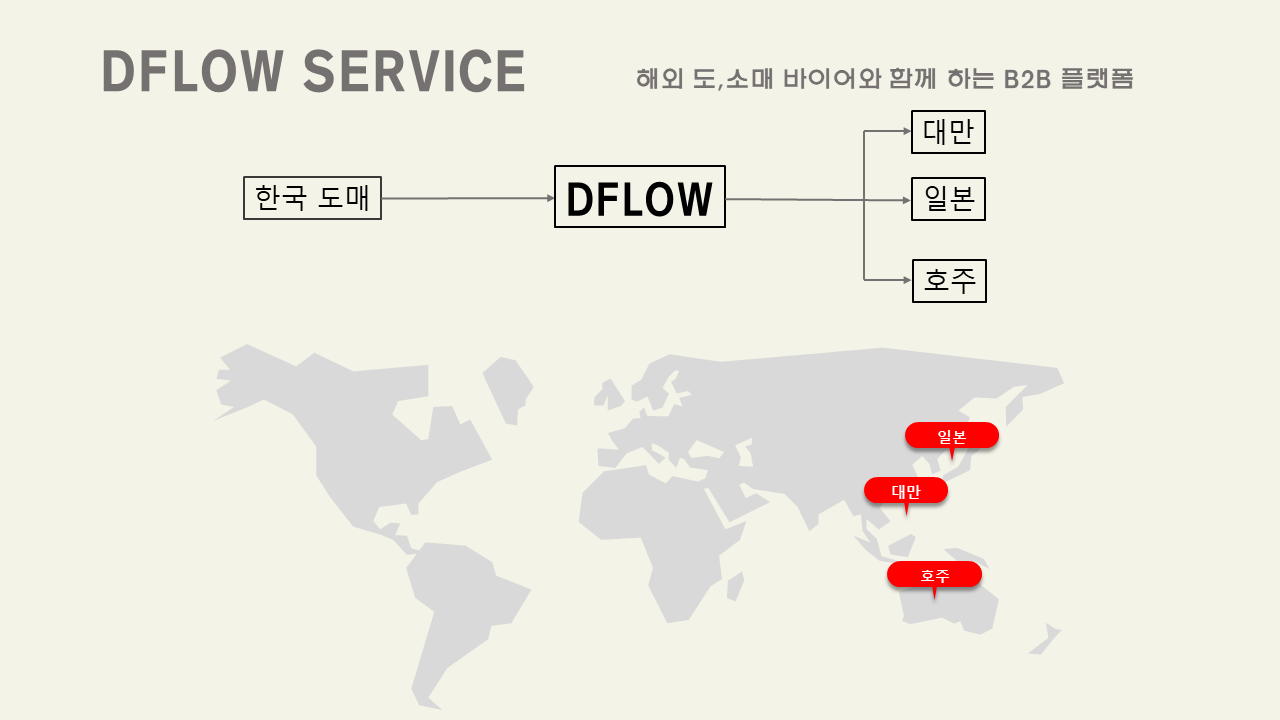 DFLOW SERVICE
해외 도,소매 바이어와 함께 하는 B2B 플랫폼
한국 도매
DFLOW
대만
일본
호주
일본
대만
호주